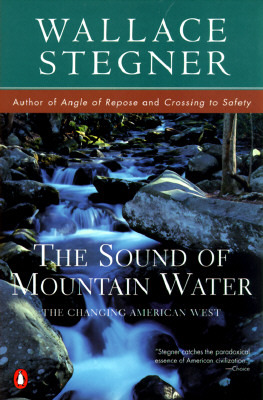 WALLACE
STEGNER
Author of Angle of Repose and Crossing to Safety
THE SOUND OF
MOUNTAIN WATER
THE CHANGING AMERICAN WEST
"Stegner catches the paradoxical
essence of American civilization."
—Choice